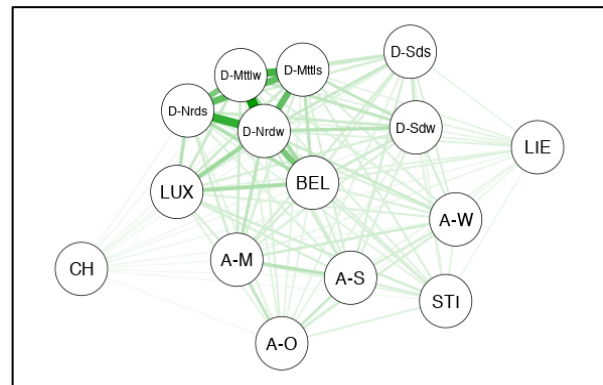 D-Sds
D-Mttlw
D-Mttls
D-Nrds
D-Nrdw
D-Sdw
LIE
LUX
BEL
A-W
CH
A-M
A-S
STI
A-O